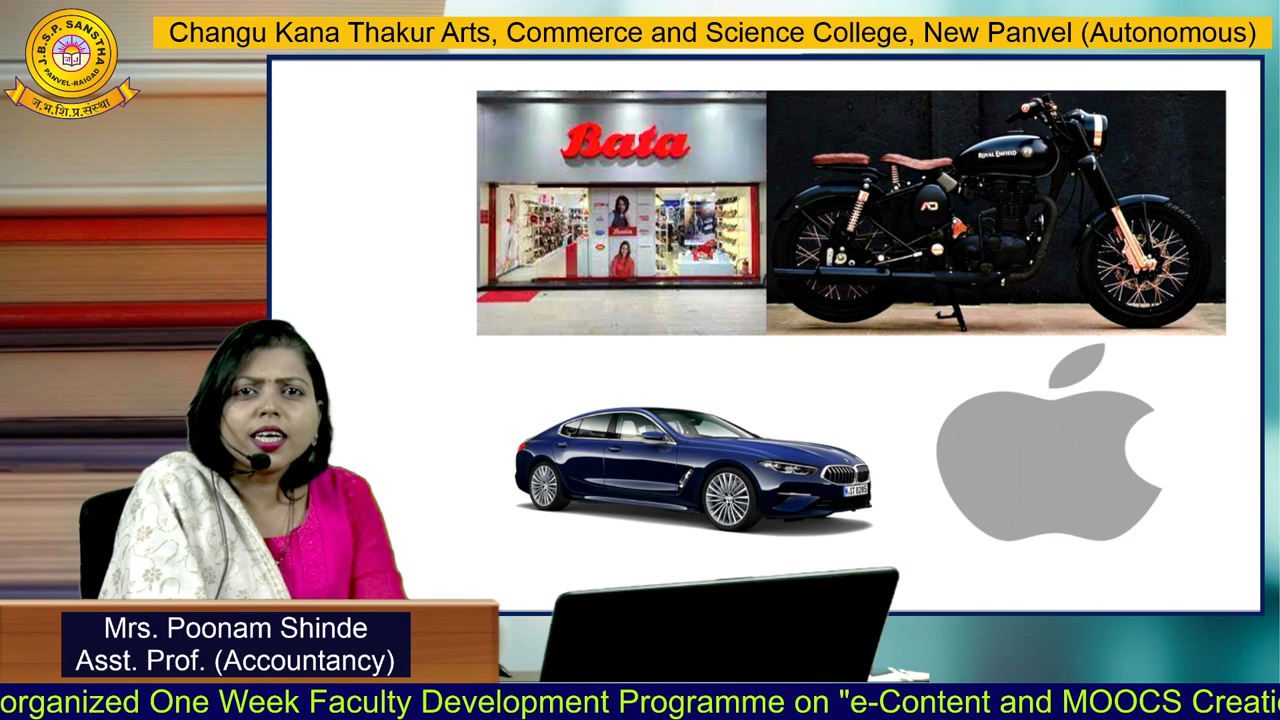 Changu Kana Thakur Arts, Commerce and Science College, New Panvel (Autonomous)
J.B.S.P. SANSTHA
PANVEL-RAIGAD
ज.भ.शि.प्र.संस्था
Bata
Bata
ROYAL ENFIELD
Mrs. Poonam Shinde
Asst. Prof. (Accountancy)
organized One Week Faculty Development Programme on "e-Content and MOOCS Creati